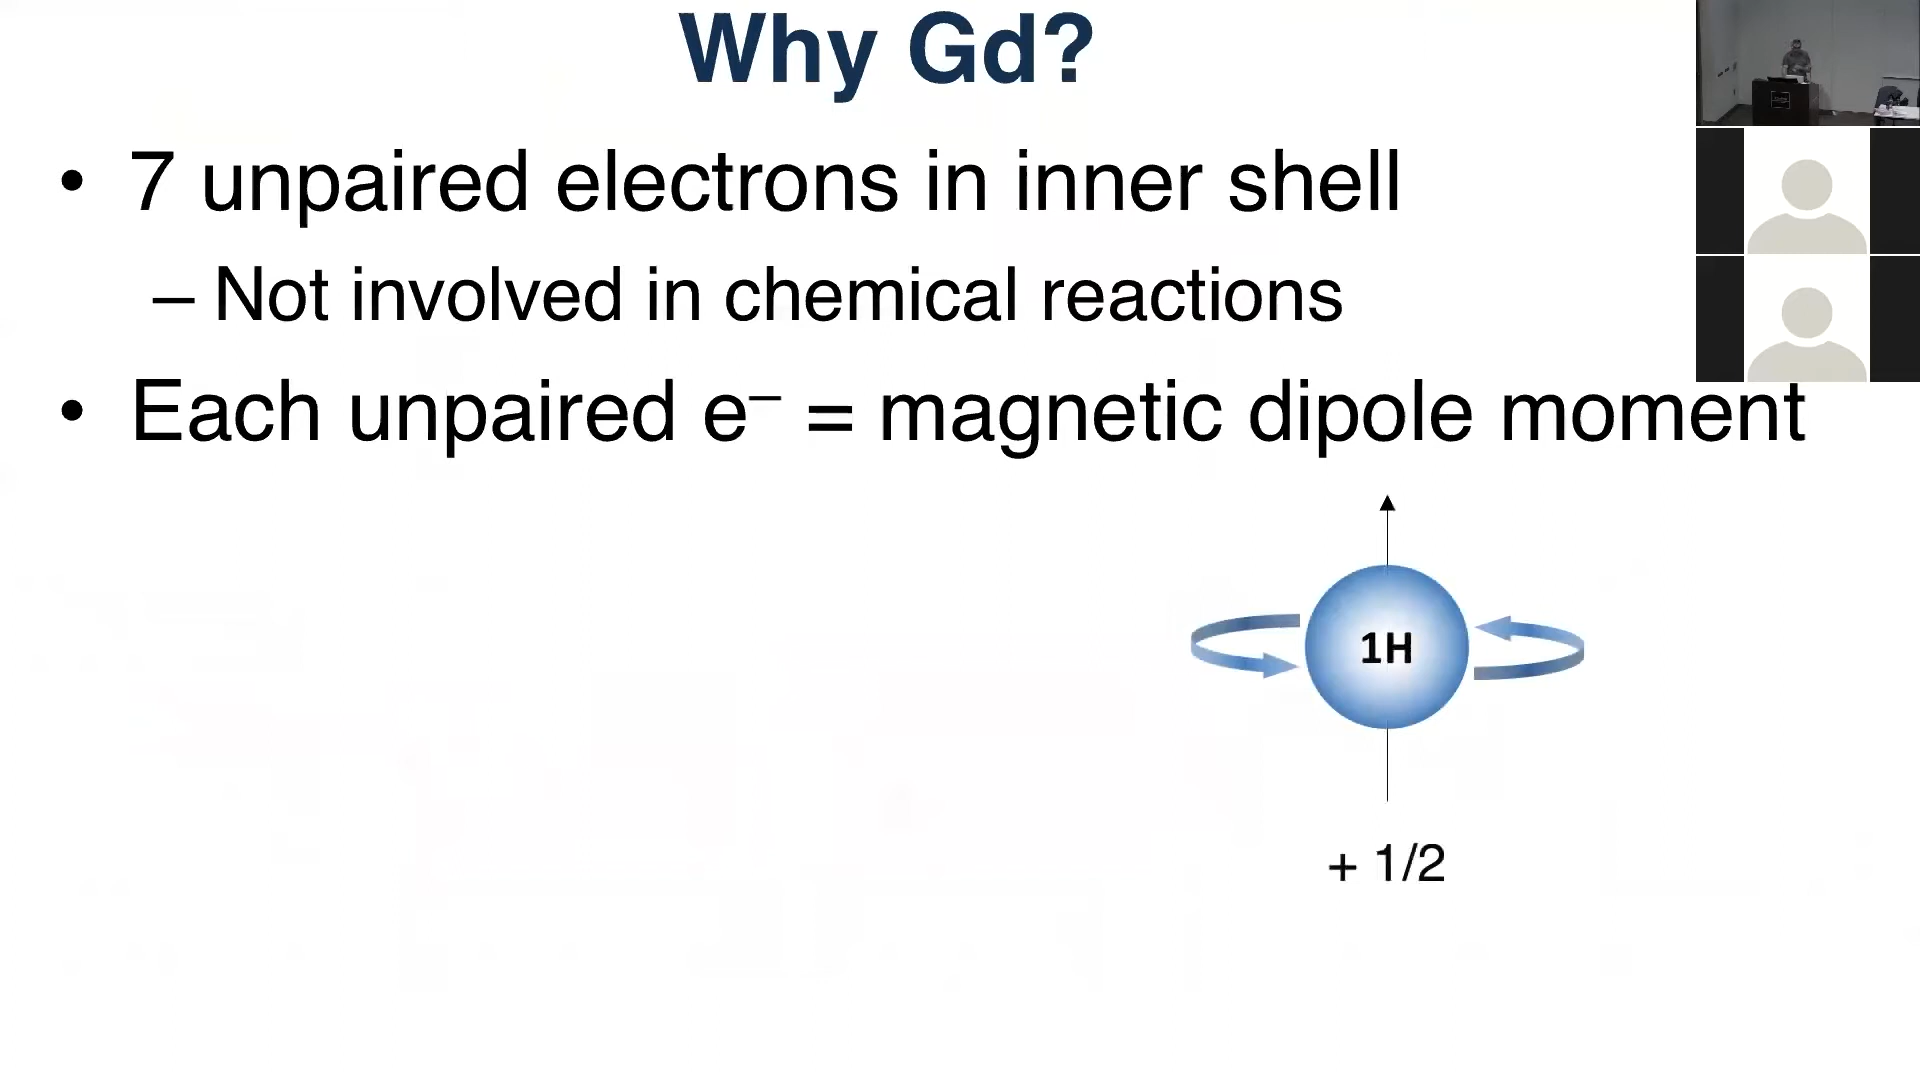 Why Gd?
• 7 unpaired electrons in inner shell
– Not involved in chemical reactions
• Each unpaired e⁻ = magnetic dipole moment
1H
+ 1/2